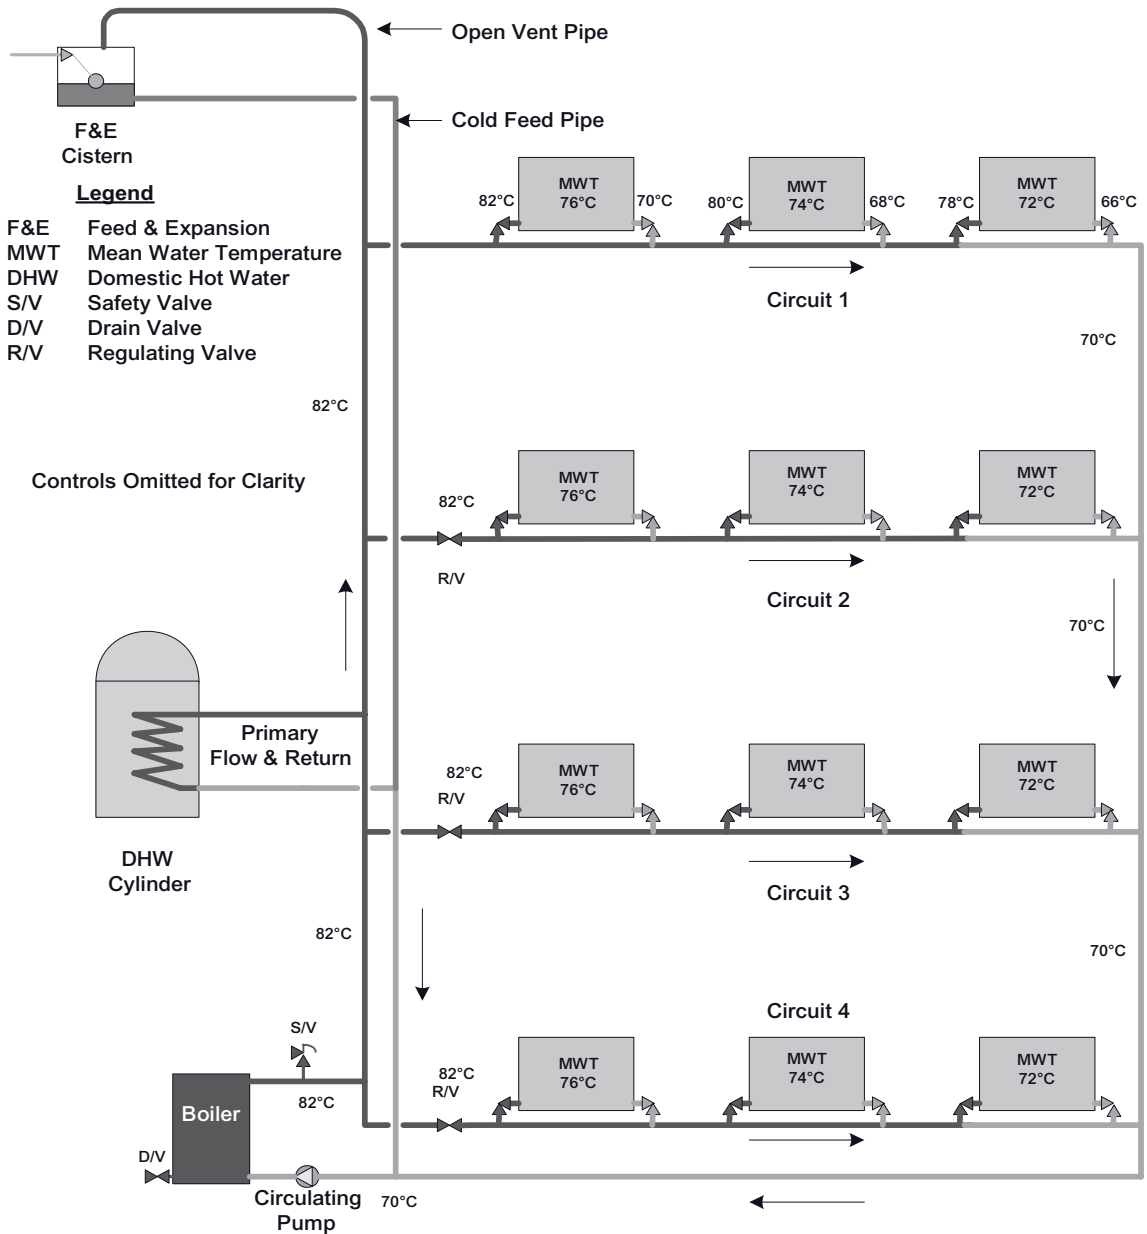 Open Vent Pipe
Cold Feed Pipe
F&E
Cistern
Legend
F&E Feed & Expansion
MWT Mean Water Temperature
DHW Domestic Hot Water
S/V Safety Valve
D/V Drain Valve
R/V Regulating Valve
82°C
MWT
76°C
70°C
80°C
MWT
74°C
68°C
78°C
MWT
72°C
66°C
Circuit 1
70°C
82°C
Controls Omitted for Clarity
82°C
R/V
MWT
76°C
MWT
74°C
MWT
72°C
Circuit 2
70°C
Primary
Flow & Return
DHW
Cylinder
82°C
R/V
MWT
76°C
MWT
74°C
MWT
72°C
Circuit 3
82°C
70°C
Circuit 4
S/V
82°C
R/V
MWT
76°C
MWT
74°C
MWT
72°C
Boiler
82°C
D/V
Circulating
Pump
70°C